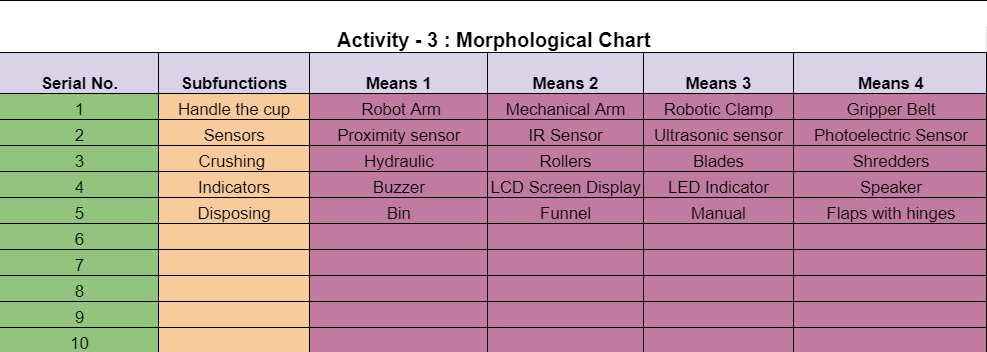 Activity - 3 : Morphological Chart
Serial No. Subfunctions Means 1 Means 2 Means 3 Means 4
1 Handle the cup Robot Arm Mechanical Arm Robotic Clamp Gripper Belt
2 Sensors Proximity sensor IR Sensor Ultrasonic sensor Photoelectric Sensor
3 Crushing Hydraulic Rollers Blades Shredders
4 Indicators Buzzer LCD Screen Display LED Indicator Speaker
5 Disposing Bin Funnel Manual Flaps with hinges
6
7
8
9
10